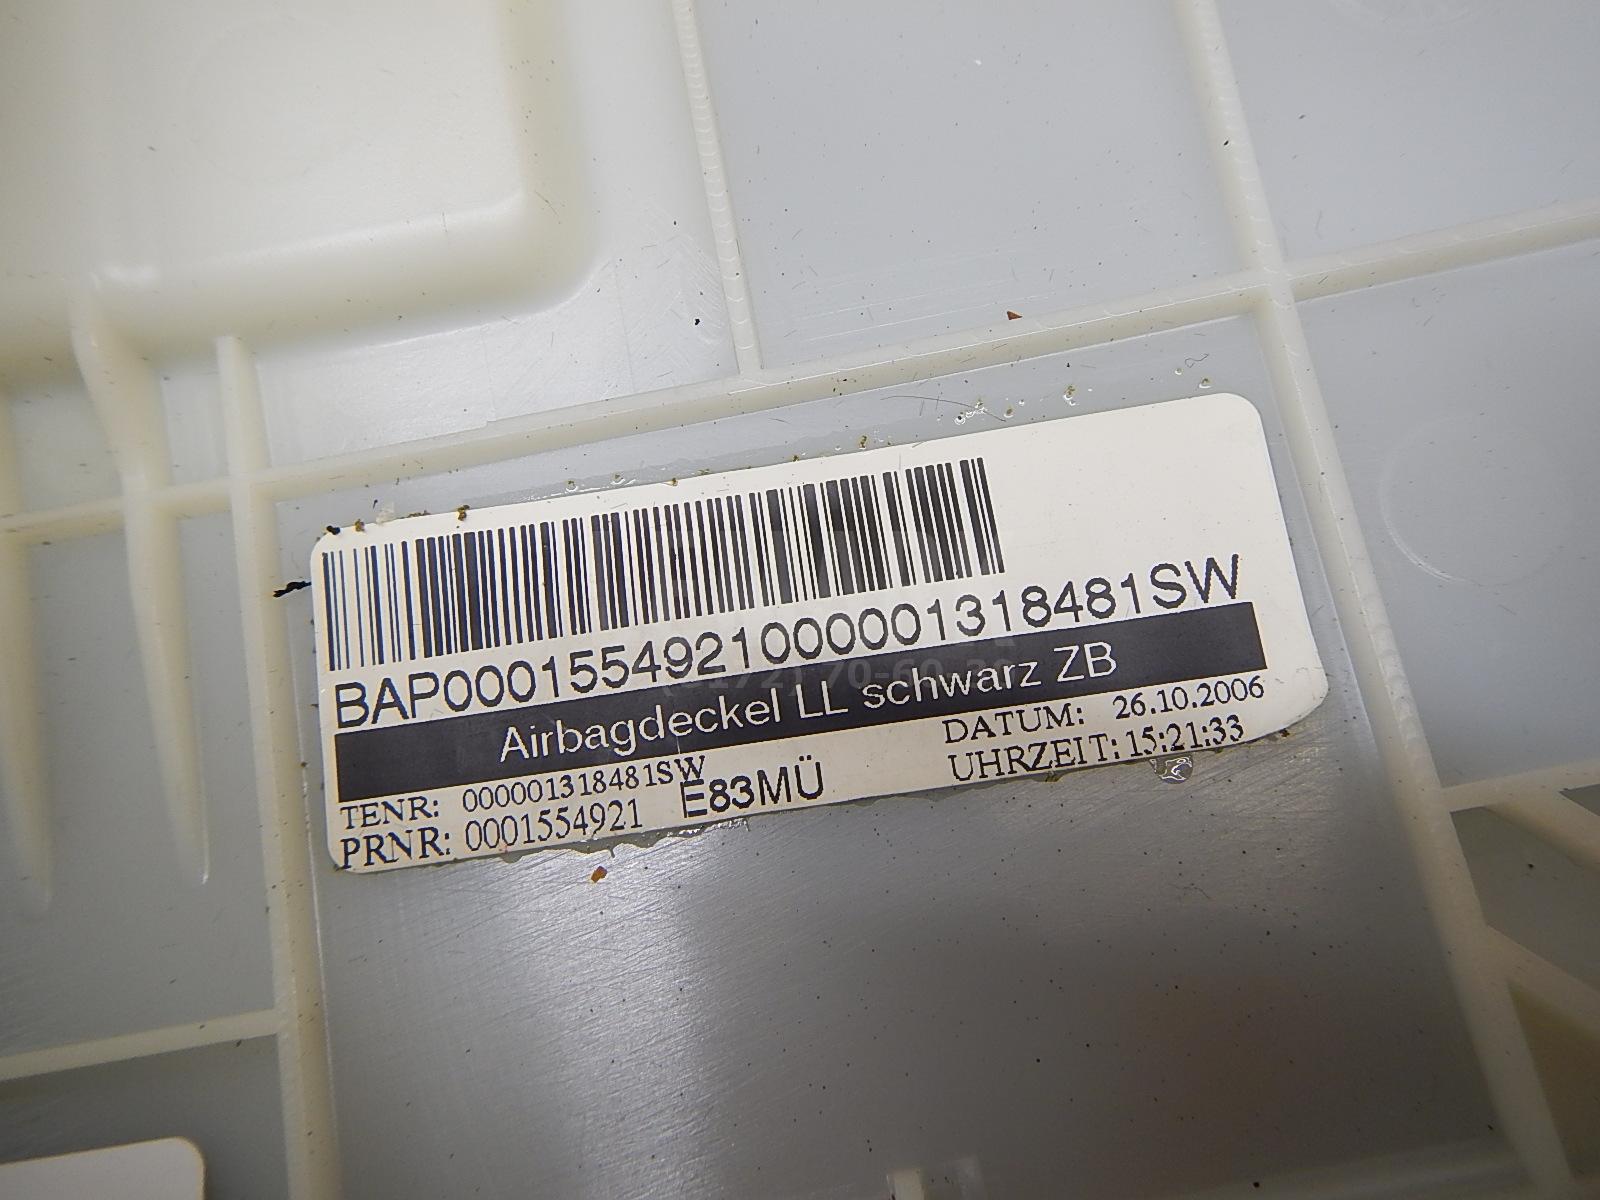 BAP0001554921000001318481SW
Airbagdeckel LL schwarz ZB
TENR: 000001318481SW
PRNR: 0001554921 E83MÜ
DATUM: 26.10.2006
UHRZEIT: 15:21:33